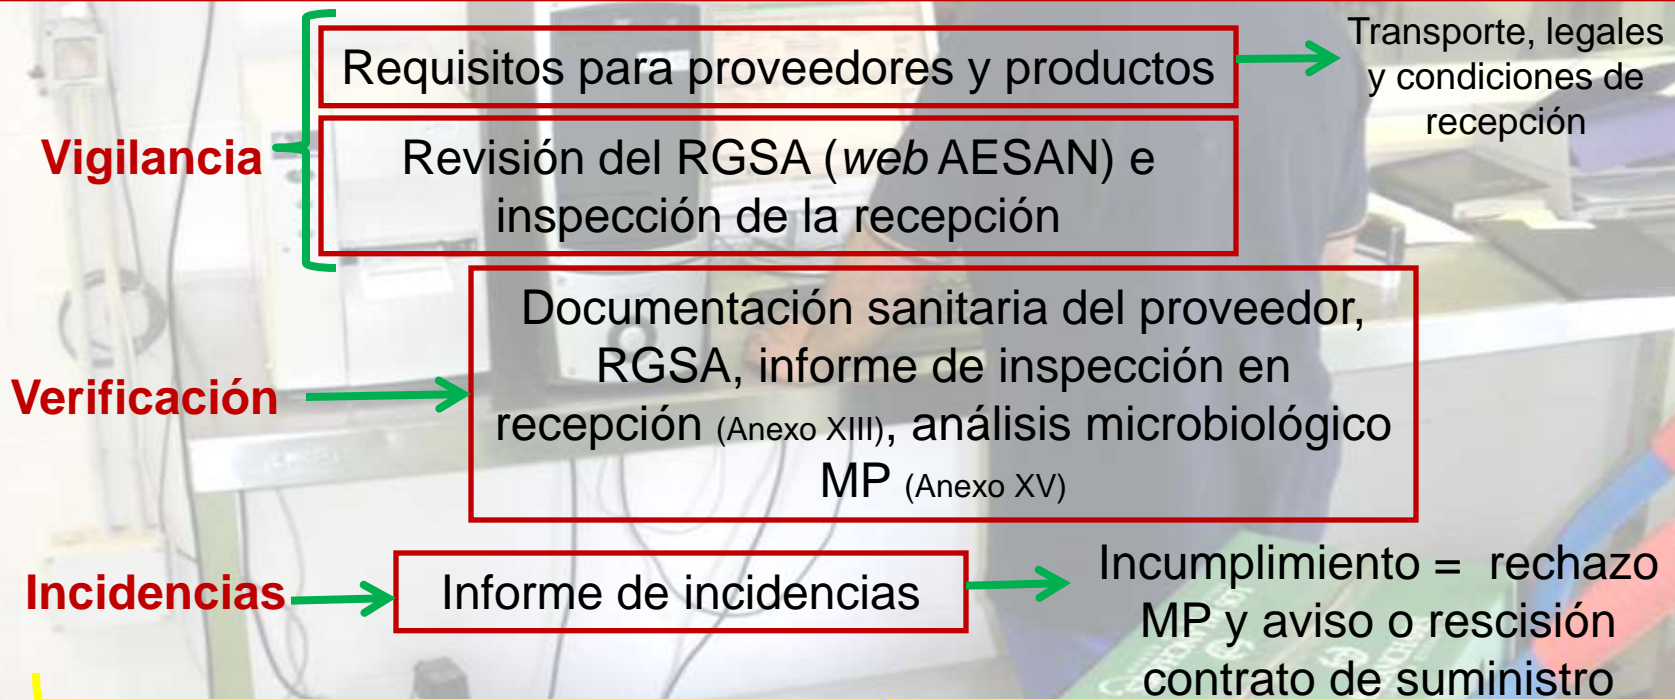 Requisitos para proveedores y productos
Transporte, legales
y condiciones de
recepción
Vigilancia
Revisión del RGSA (web AESAN) e
inspección de la recepción
Documentación sanitaria del proveedor,
RGSA, informe de inspección en
recepción (Anexo XIII), análisis microbiológico
MP (Anexo XV)
Verificación
Incidencias
Informe de incidencias
Incumplimiento = rechazo
MP y aviso o rescisión
contrato de suministro